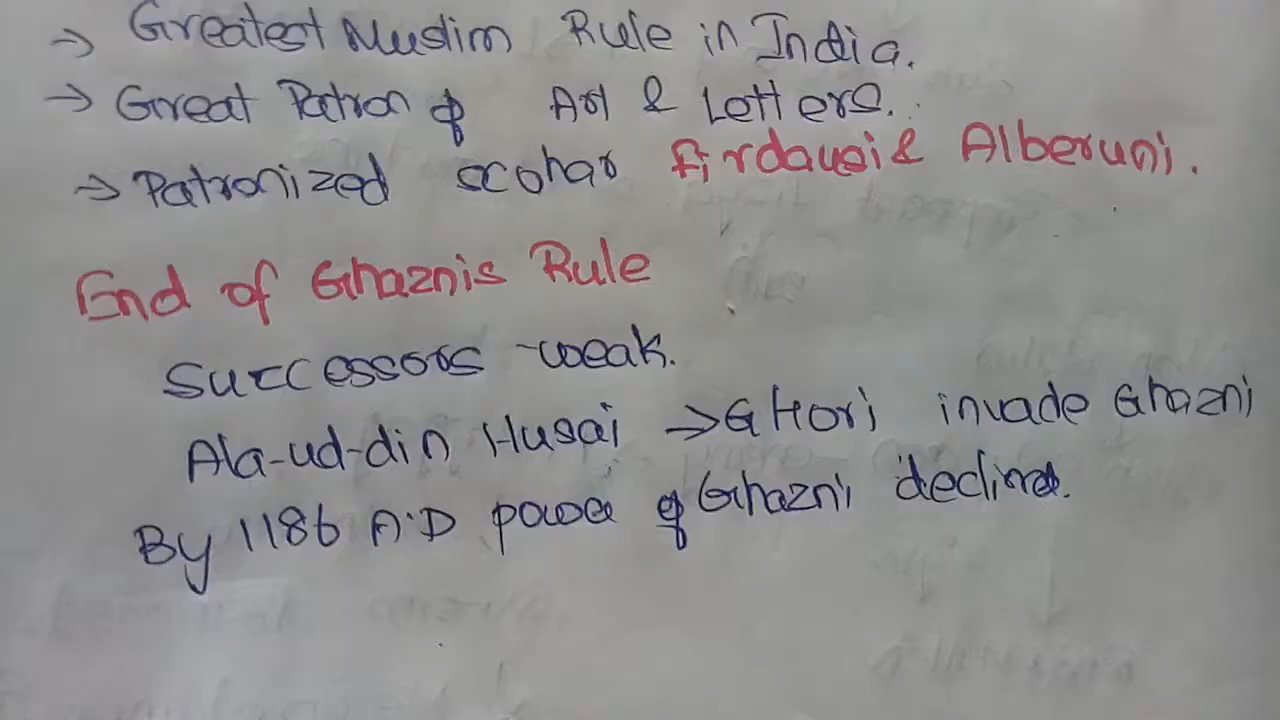 → Greatest Muslim Rule in India.
→ Great Patron of Art & Letters.
→ Patronized scohar Firdausi & Alberuni.
End of Ghaznis Rule
Successors - weak.
Ala-ud-din Husai → GHori invade Ghazni
By 1186 A.D power of Ghazni declined.